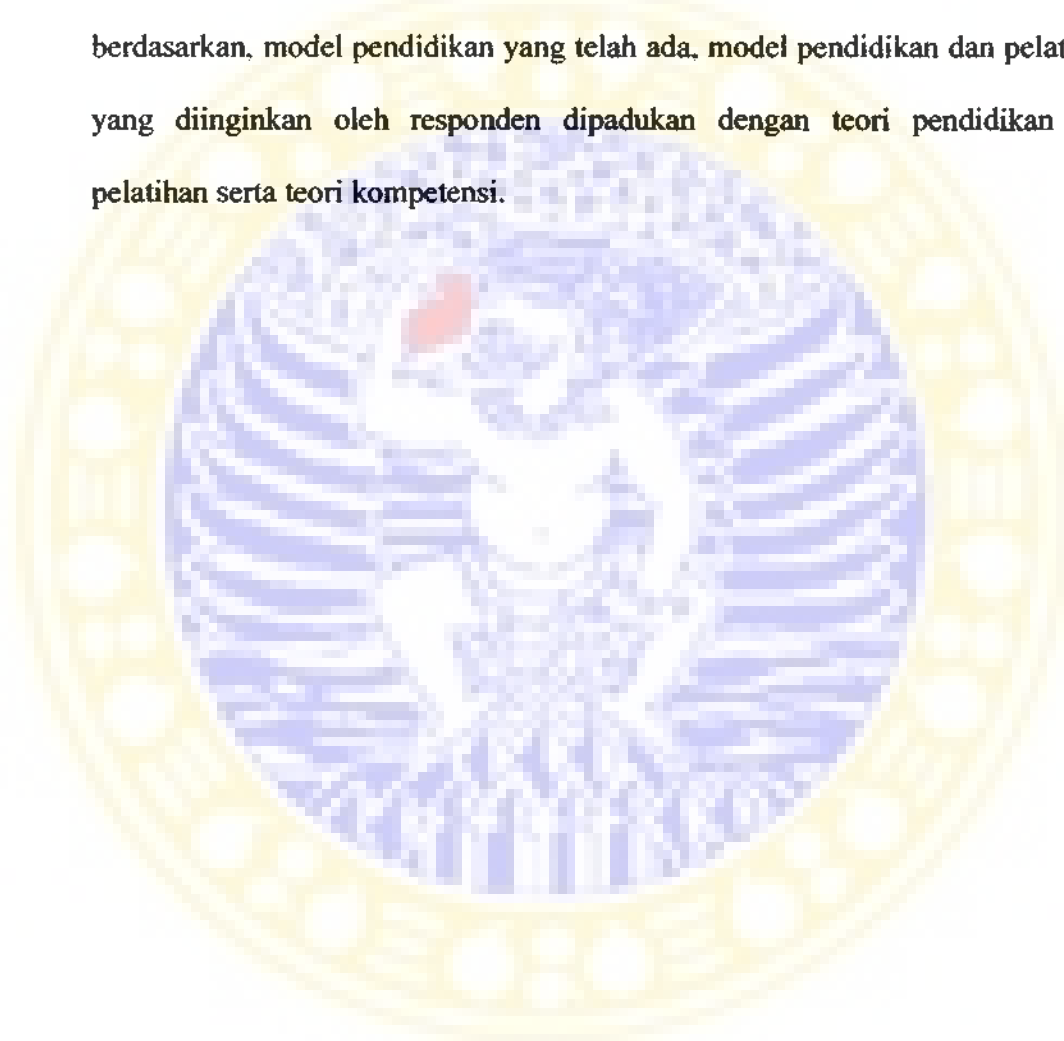 berdasarkan, model pendidikan yang telah ada, model pendidikan dan pelat
yang diinginkan oleh responden dipadukan dengan teori pendidikan
pelatihan serta teori kompetensi.